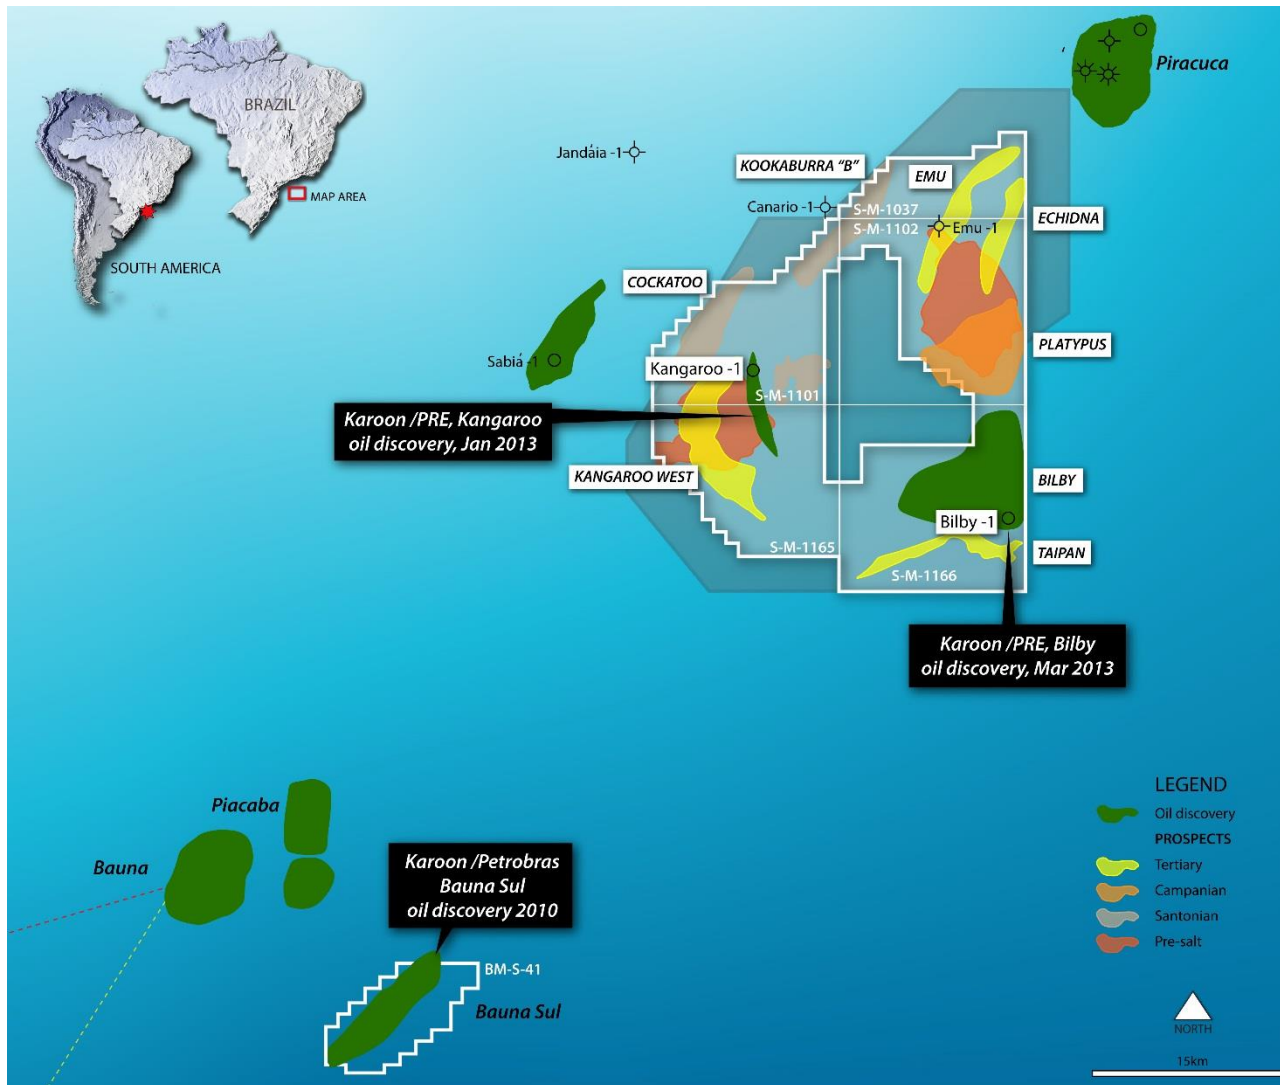 Piracuca
BRAZIL
MAP AREA
SOUTH AMERICA
Jandáia -1
KOOKABURRA "B"
EMU
Canario -1
S-M-1037
S-M-1102
Emu -1
ECHIDNA
COCKATOO
PLATYPUS
Sabiá -1
Kangaroo -1
S-M-1101
Karoon /PRE, Kangaroo
oil discovery, Jan 2013
KANGAROO WEST
BILBY
Bilby -1
S-M-1165
TAIPAN
S-M-1166
Karoon /PRE, Bilby
oil discovery, Mar 2013
Piacaba
Bauna
Karoon /Petrobras
Bauna Sul
oil discovery 2010
BM-S-41
Bauna Sul
LEGEND
Oil discovery
PROSPECTS
Tertiary
Campanian
Santonian
Pre-salt
NORTH
15km